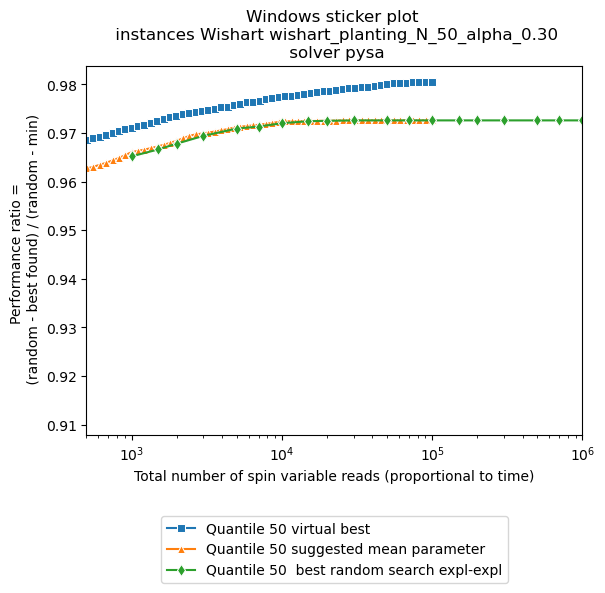 Windows sticker plot
instances Wishart wishart_planting_N_50_alpha_0.30
solver pysa
Performance ratio =
(random - best found) / (random - min)
0.98
0.97
0.96
0.95
0.94
0.93
0.92
0.91
10³ 10⁴ 10⁵ 10⁶
Total number of spin variable reads (proportional to time)
Quantile 50 virtual best
Quantile 50 suggested mean parameter
Quantile 50  best random search expl-expl